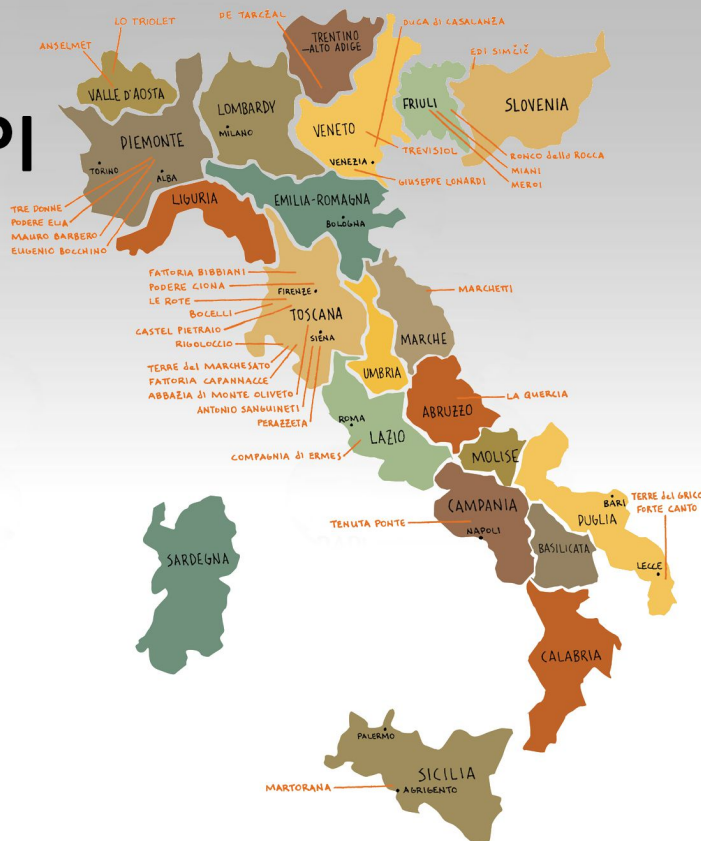 LO TRIOLET
ANSELMET
VALLE D'AOSTA
DE TARCZAL
TRENTINO
-ALTO ADIGE
DUCA di CASALANZA
EDI SIMČIČ
SLOVENIA
FRIULI
LOMBARDY
MILANO
VENETO
VENEZIA
TREVISIOL
GIUSEPPE LONARDI
RONCO dello ROCCA
MIANI
MEROI
PI
PIEMONTE
TORINO
ALBA
TRE DONNE
PODERE ELIA
MAURO BARBERO
EUGENIO BOCCHINO
LIGURIA
EMILIA-ROMAGNA
BOLOGNA
FATTORIA BIBBIANI
PODERE CIONA
LE ROTE
BOCELLI
CASTEL PIETRAIO
RIGOLOCCIO
TERRE del MARCHESATO
FATTORIA CAPANNACCE
ABBAZIA di MONTE OLIVETO
ANTONIO SANGUINETI
PERAZZETA
FIRENZE
TOSCANA
SIENA
MARCHETTI
MARCHE
UMBRIA
LA QUERCIA
ABRUZZO
ROMA
LAZIO
COMPAGNIA di ERMES
MOLISE
CAMPANIA
NAPOLI
TENUTA PONTE
BARI
PUGLIA
TERRE del GRICO
FORTE CANTO
BASILICATA
LECCE
SARDEGNA
CALABRIA
PALERMO
SICILIA
AGRIGENTO
MARTORANA